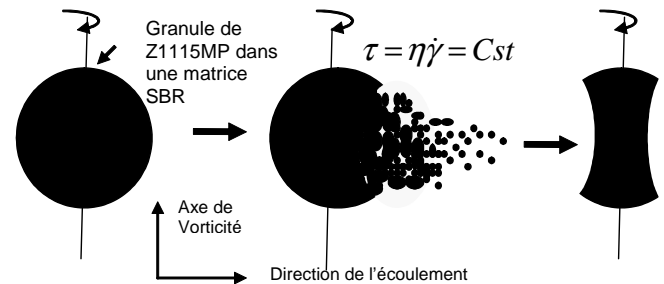 Granule de
Z1115MP dans
une matrice
SBR
τ = ηγ̇ = Cst
Axe de
Vorticité
Direction de l'écoulement